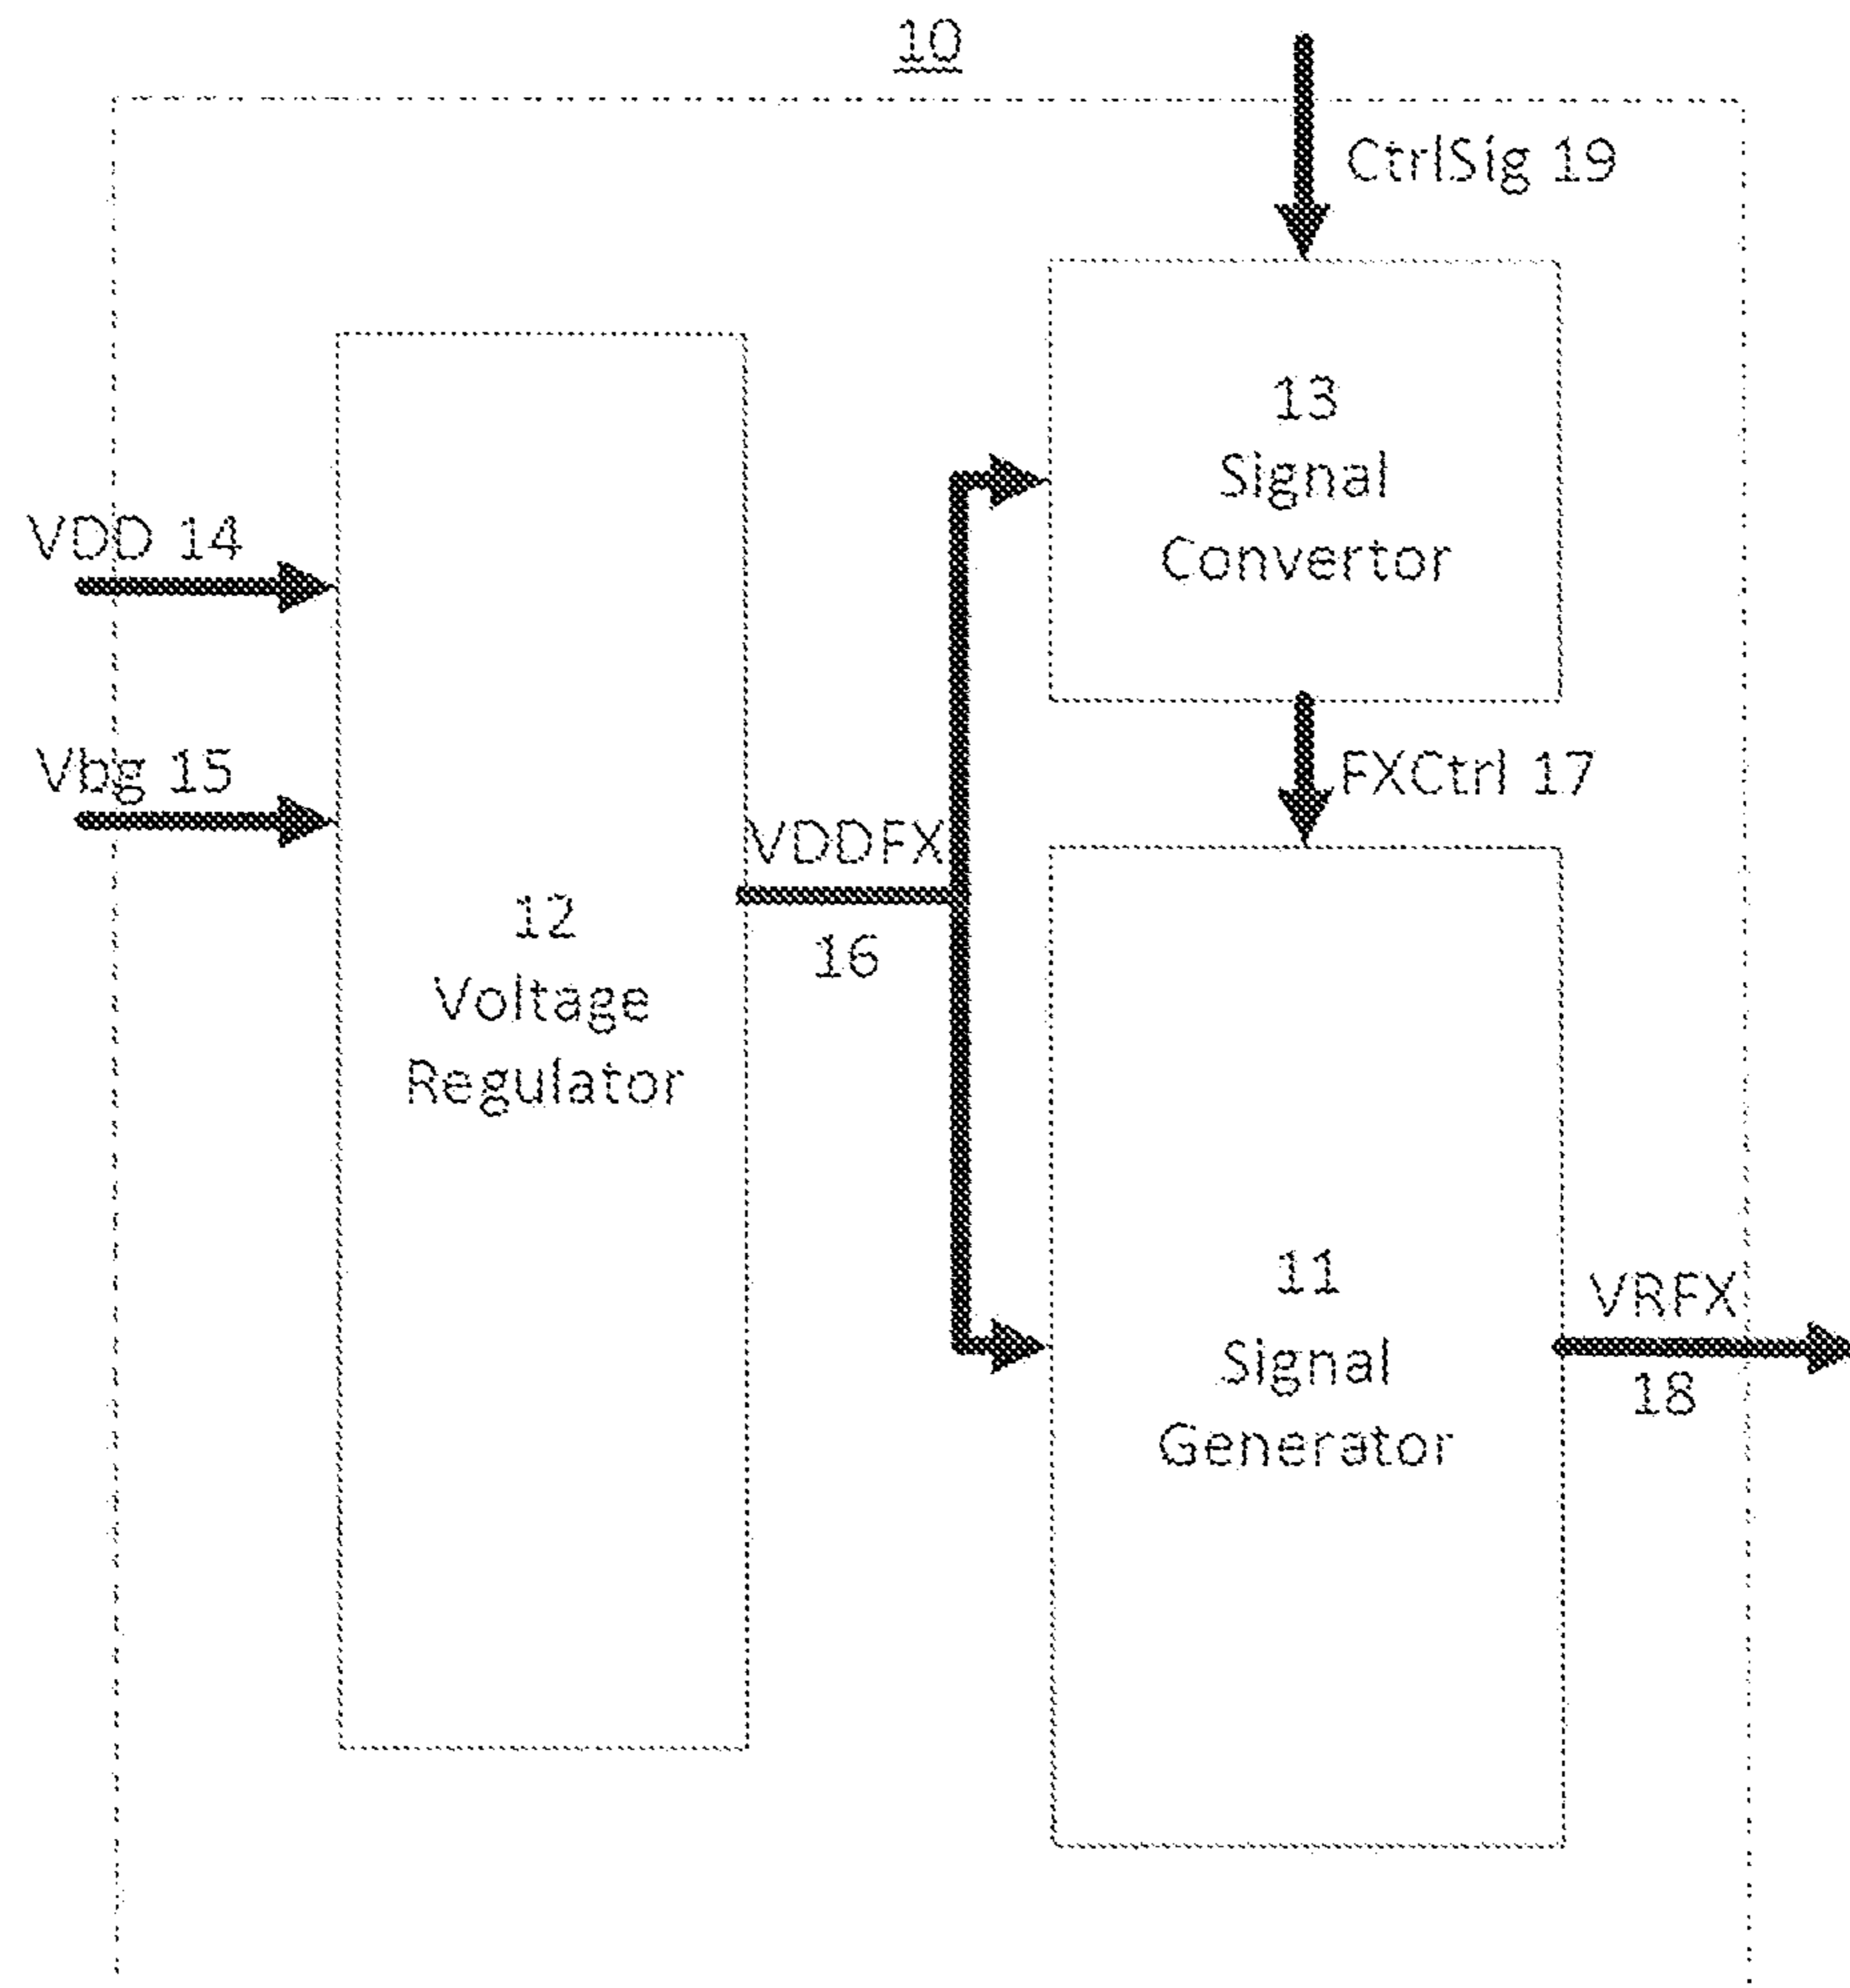 10
CtrlSig 19
13
Signal
Convertor
VDD 14
Vbg 15
FXCtrl 17
VDDFX
16
12
Voltage
Regulator
11
Signal
Generator
VRFX
18